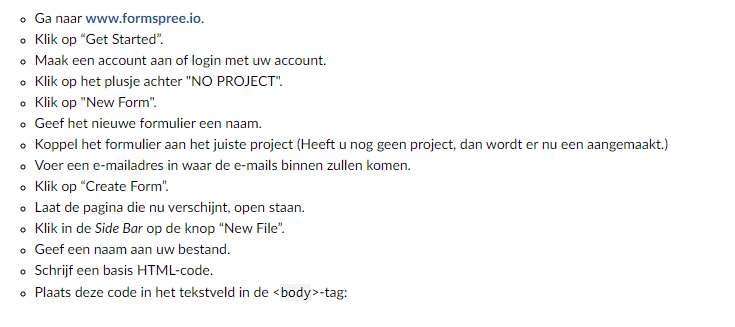 Ga naar www.formspree.io.
Klik op “Get Started”.
Maak een account aan of login met uw account.
Klik op het plusje achter "NO PROJECT".
Klik op "New Form".
Geef het nieuwe formulier een naam.
Koppel het formulier aan het juiste project (Heeft u nog geen project, dan wordt er nu een aangemaakt.)
Voer een e-mailadres in waar de e-mails binnen zullen komen.
Klik op “Create Form”.
Laat de pagina die nu verschijnt, open staan.
Klik in de Side Bar op de knop “New File”.
Geef een naam aan uw bestand.
Schrijf een basis HTML-code.
Plaats deze code in het tekstveld in de <body>-tag: